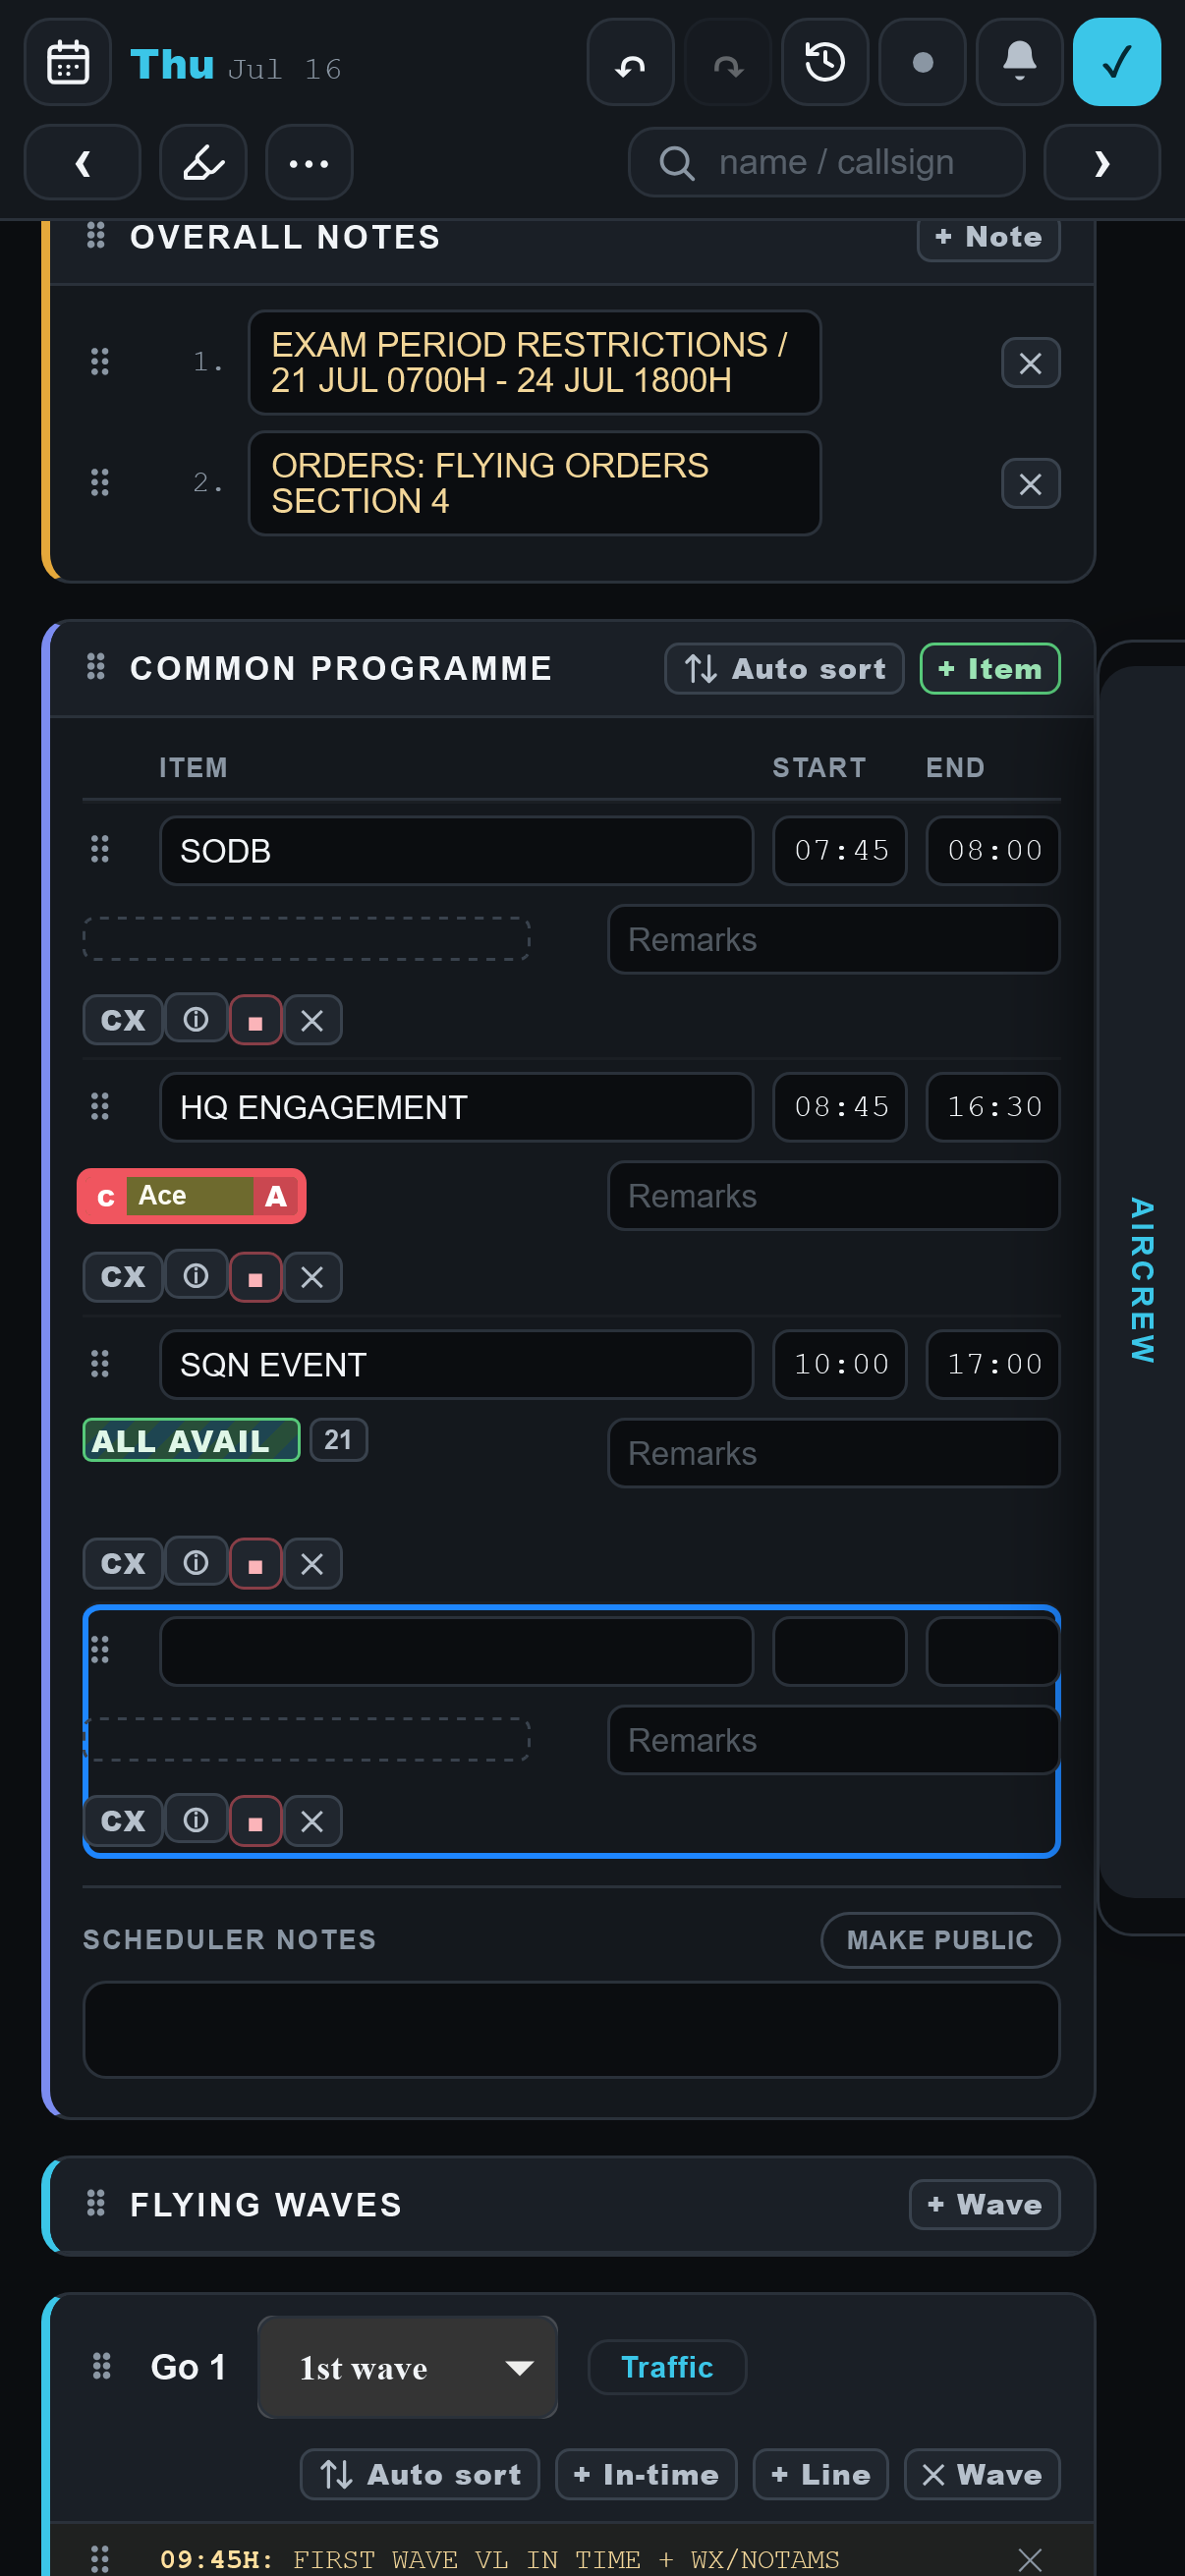 Thu Jul 16
name / callsign
OVERALL NOTES + Note
1. EXAM PERIOD RESTRICTIONS /
21 JUL 0700H - 24 JUL 1800H
2. ORDERS: FLYING ORDERS
SECTION 4
COMMON PROGRAMME Auto sort + Item
ITEM START END
SODB 07:45 08:00
Remarks
CX
HQ ENGAGEMENT 08:45 16:30
c Ace A Remarks
CX
SQN EVENT 10:00 17:00
ALL AVAIL 21 Remarks
CX
Remarks
CX
SCHEDULER NOTES MAKE PUBLIC
AIRCREW
FLYING WAVES + Wave
Go 1 1st wave Traffic
Auto sort + In-time + Line × Wave
09:45H: FIRST WAVE VL IN TIME + WX/NOTAMS